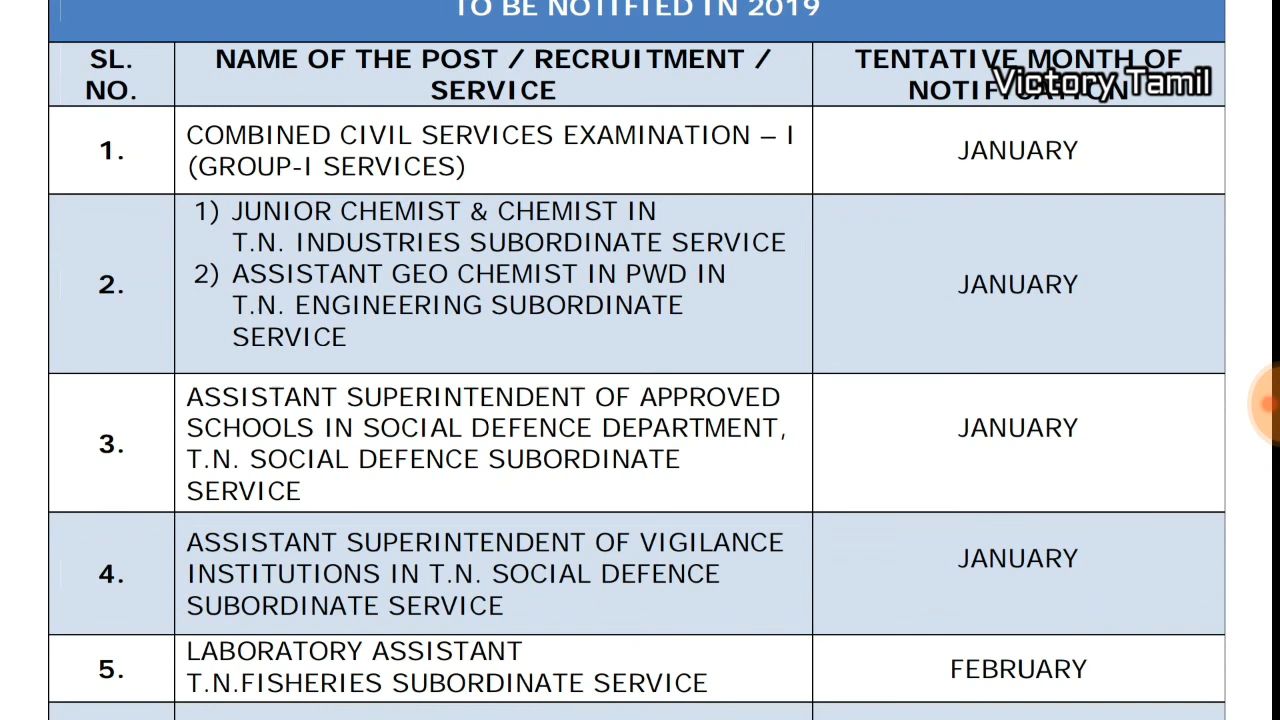 TO BE NOTIFIED IN 2019
SL.
NO.
NAME OF THE POST / RECRUITMENT /
SERVICE
TENTATIVE MONTH OF
NOTIFICATION
Victory Tamil
1.
COMBINED CIVIL SERVICES EXAMINATION – I
(GROUP-I SERVICES)
JANUARY
2.
1) JUNIOR CHEMIST & CHEMIST IN
T.N. INDUSTRIES SUBORDINATE SERVICE
2) ASSISTANT GEO CHEMIST IN PWD IN
T.N. ENGINEERING SUBORDINATE
SERVICE
JANUARY
3.
ASSISTANT SUPERINTENDENT OF APPROVED
SCHOOLS IN SOCIAL DEFENCE DEPARTMENT,
T.N. SOCIAL DEFENCE SUBORDINATE
SERVICE
JANUARY
4.
ASSISTANT SUPERINTENDENT OF VIGILANCE
INSTITUTIONS IN T.N. SOCIAL DEFENCE
SUBORDINATE SERVICE
JANUARY
5.
LABORATORY ASSISTANT
T.N.FISHERIES SUBORDINATE SERVICE
FEBRUARY